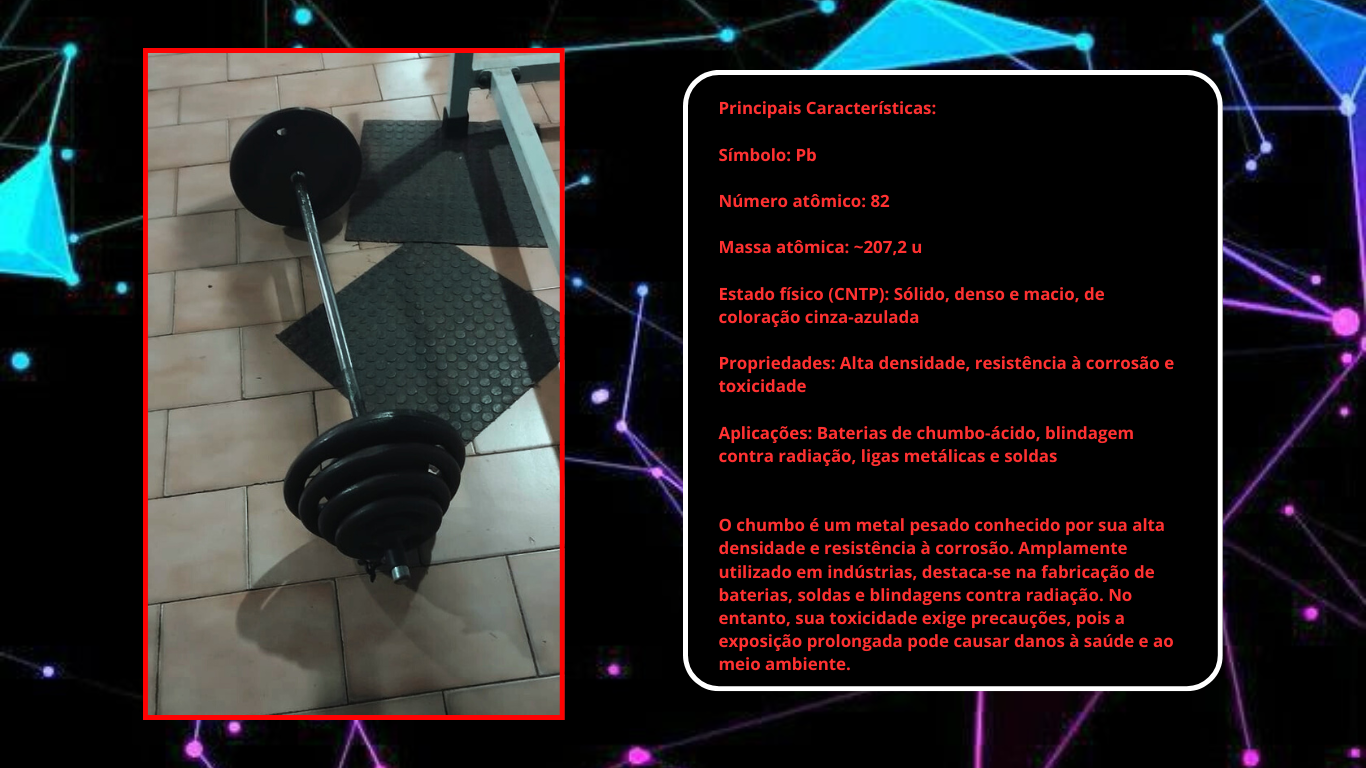 Principais Características:
Símbolo: Pb
Número atômico: 82
Massa atômica: ~207,2 u
Estado físico (CNTP): Sólido, denso e macio, de
coloração cinza-azulada
Propriedades: Alta densidade, resistência à corrosão e
toxicidade
Aplicações: Baterias de chumbo-ácido, blindagem
contra radiação, ligas metálicas e soldas
O chumbo é um metal pesado conhecido por sua alta
densidade e resistência à corrosão. Amplamente
utilizado em indústrias, destaca-se na fabricação de
baterias, soldas e blindagens contra radiação. No
entanto, sua toxicidade exige precauções, pois a
exposição prolongada pode causar danos à saúde e ao
meio ambiente.